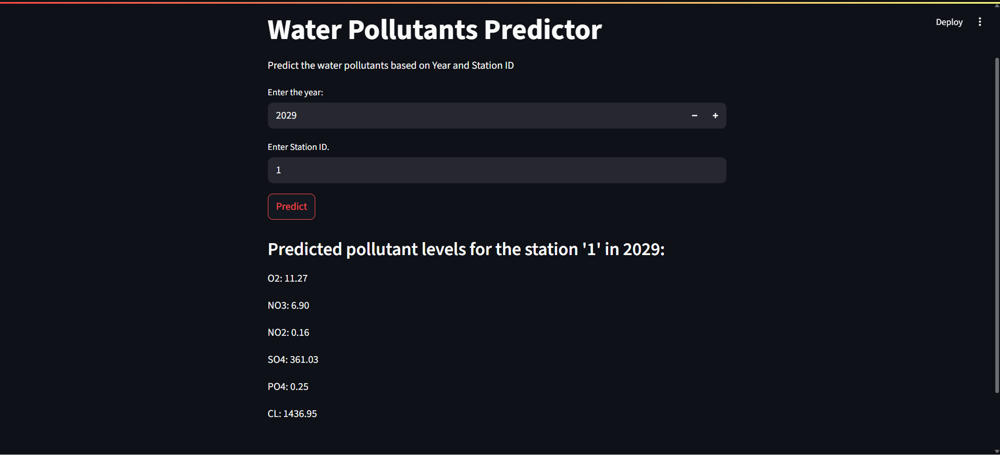 Deploy
Water Pollutants Predictor
Predict the water pollutants based on Year and Station ID
Enter the year:
2029
Enter Station ID.
1
Predict
Predicted pollutant levels for the station '1' in 2029:
O2: 11.27
NO3: 6.90
NO2: 0.16
SO4: 361.03
PO4: 0.25
CL: 1436.95